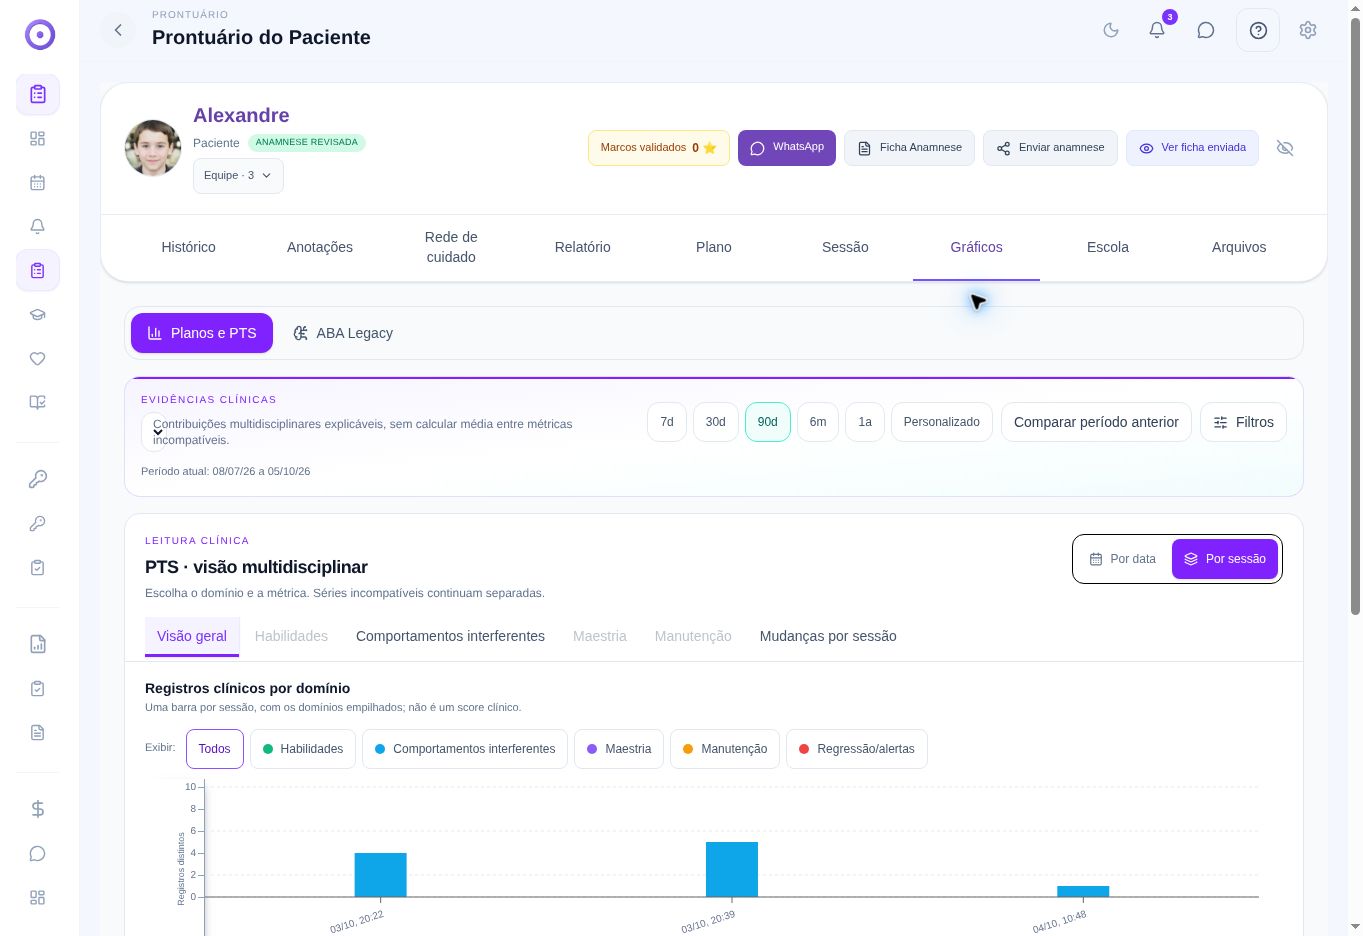 PRONTUÁRIO
Prontuário do Paciente
3
Alexandre
Paciente
ANAMNESE REVISADA
Equipe · 3
Marcos validados 0
WhatsApp
Ficha Anamnese
Enviar anamnese
Ver ficha enviada
Histórico
Anotações
Rede de
cuidado
Relatório
Plano
Sessão
Gráficos
Escola
Arquivos
Planos e PTS
ABA Legacy
EVIDÊNCIAS CLÍNICAS
Contribuições multidisciplinares explicáveis, sem calcular média entre métricas
incompatíveis.
Período atual: 08/07/26 a 05/10/26
7d
30d
90d
6m
1a
Personalizado
Comparar período anterior
Filtros
LEITURA CLÍNICA
PTS · visão multidisciplinar
Escolha o domínio e a métrica. Séries incompatíveis continuam separadas.
Por data
Por sessão
Visão geral
Habilidades
Comportamentos interferentes
Maestria
Manutenção
Mudanças por sessão
Registros clínicos por domínio
Uma barra por sessão, com os domínios empilhados; não é um score clínico.
Exibir:
Todos
Habilidades
Comportamentos interferentes
Maestria
Manutenção
Regressão/alertas
Registros distintos
10
8
6
4
2
0
03/10, 20:22
03/10, 20:39
04/10, 10:48